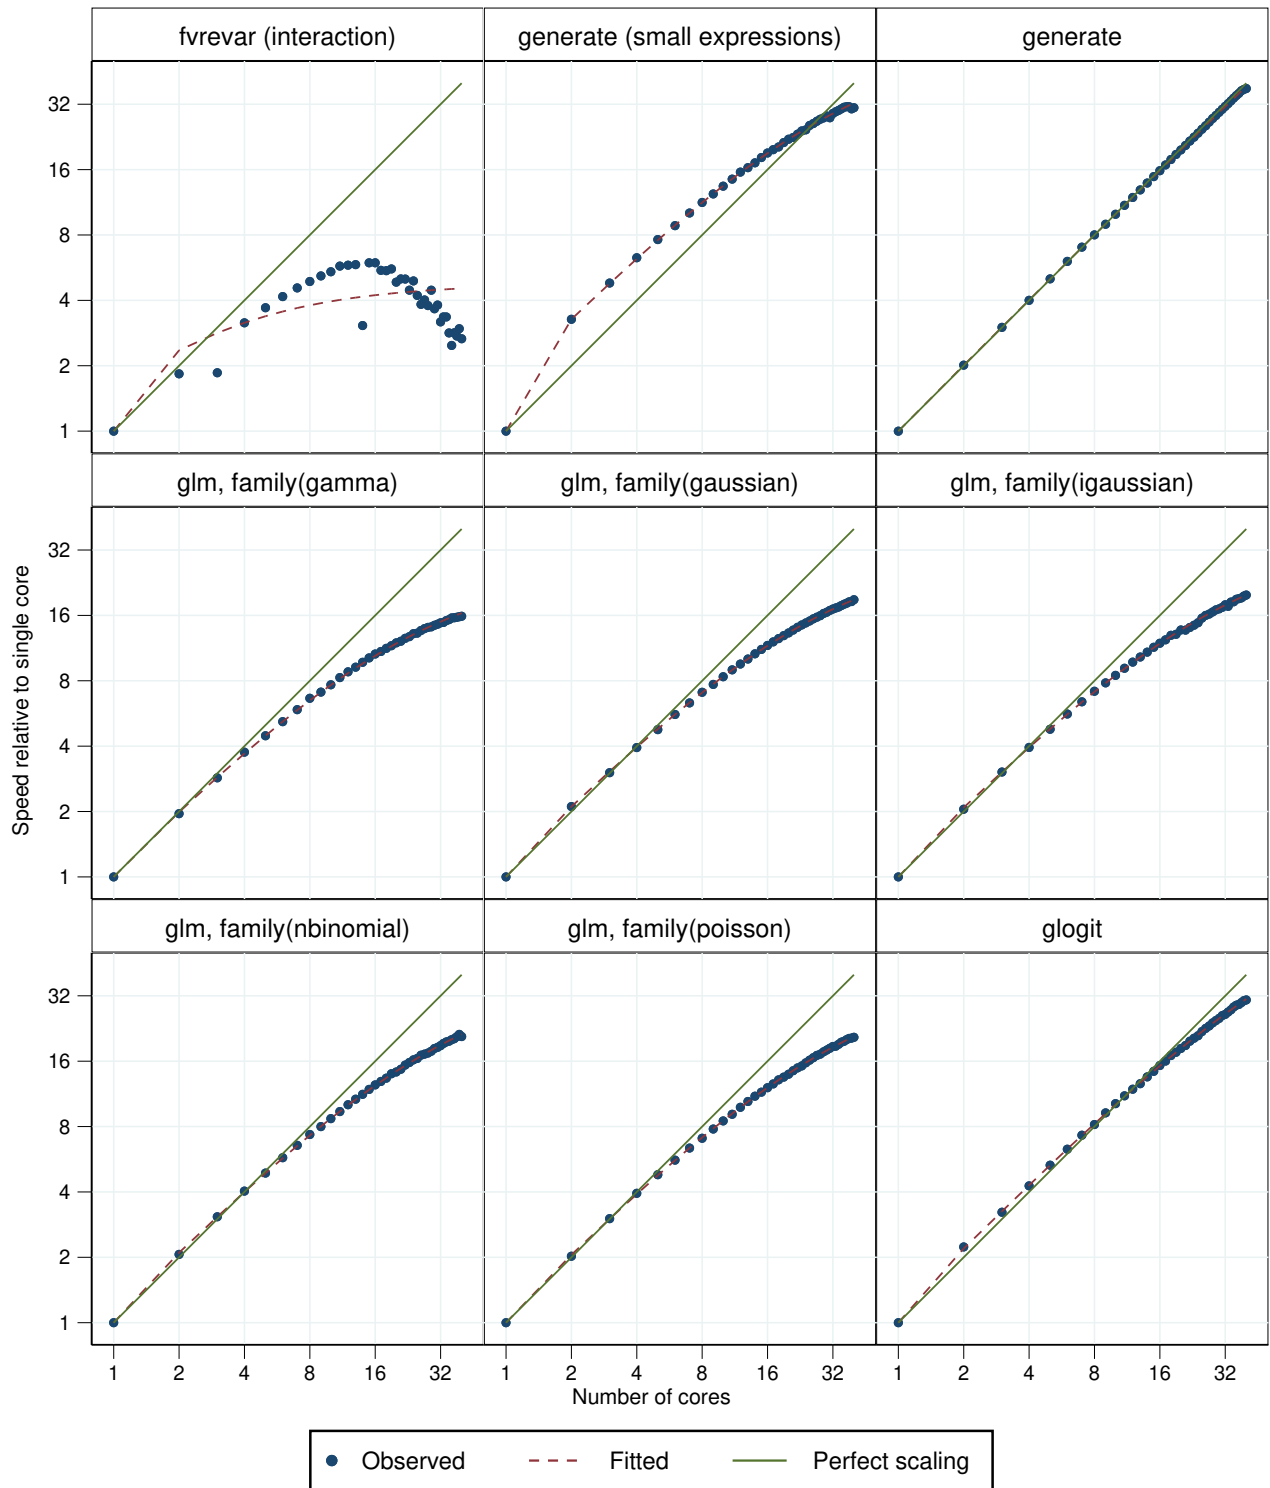 fvrevar (interaction)
generate (small expressions)
generate
32
16
8
4
2
1
glm, family(gamma)
glm, family(gaussian)
glm, family(igaussian)
Speed relative to single core
32
16
8
4
2
1
glm, family(nbinomial)
glm, family(poisson)
glogit
32
16
8
4
2
1
1 2 4 8 16 32
1 2 4 8 16 32
1 2 4 8 16 32
Number of cores
Observed Fitted Perfect scaling